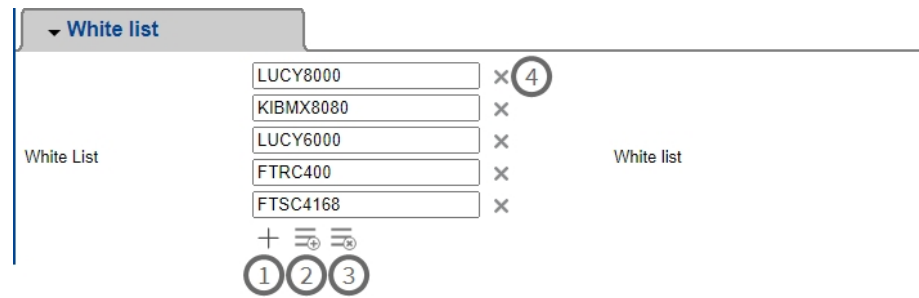 White list
LUCY8000
4
KIBMX8080
LUCY6000
White List
White list
FTRC400
FTSC4168
1 2 3